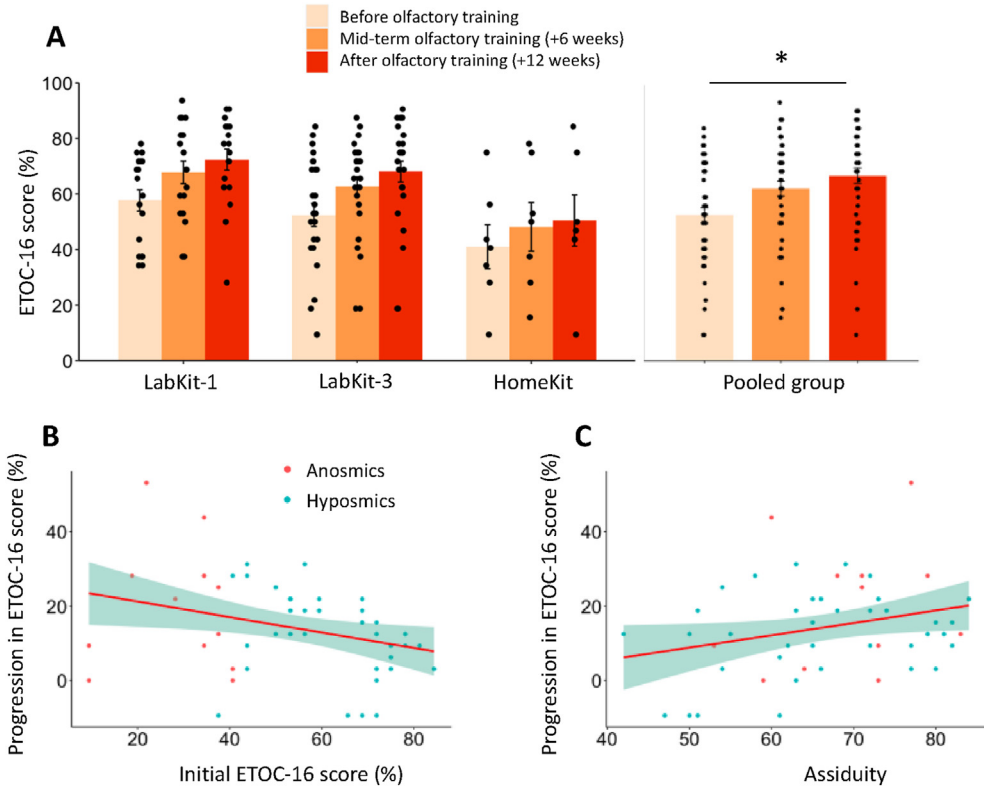 A
Before olfactory training
Mid-term olfactory training (+6 weeks)
After olfactory training (+12 weeks)
ETOC-16 score (%)
100
80
60
40
20
0
*
LabKit-1
LabKit-3
HomeKit
Pooled group
B
Progression in ETOC-16 score (%)
40
20
0
Anosmics
Hyposmics
20
40
60
80
Initial ETOC-16 score (%)
C
Progression in ETOC-16 score (%)
40
20
0
40
50
60
70
80
Assiduity